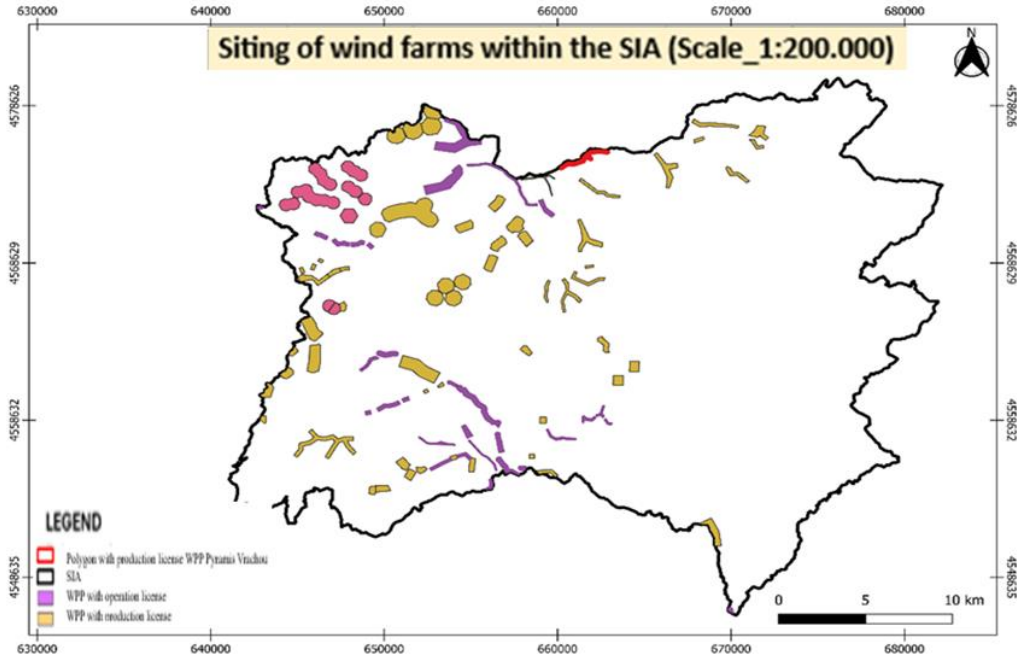 630000 640000 650000 660000 670000 680000
Siting of wind farms within the SIA (Scale_1:200.000)
N
4578626 4578626
4568629 4568629
4558632 4558632
4548635 4548635
LEGEND
Polygon with production license WPP Pyramis Vrachou
SIA
WPP with operation license
WPP with production license
0 5 10 km
630000 640000 650000 660000 670000 680000